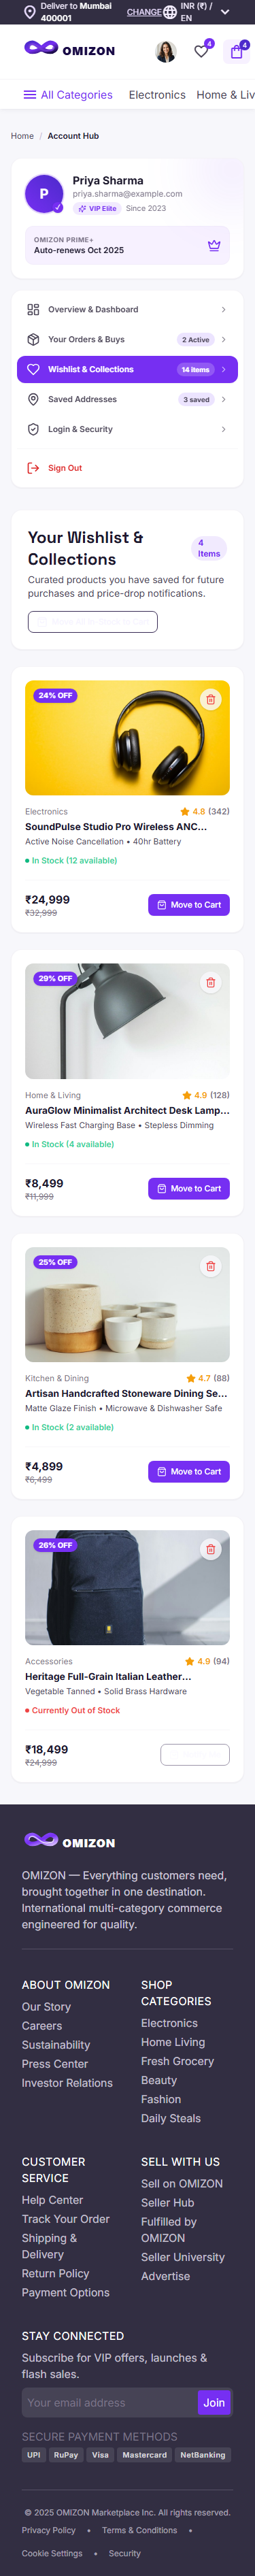 Deliver to Mumbai
400001
CHANGE
INR (₹) /
EN
OMIZON
4
4
All Categories
Electronics
Home & Liv
Home / Account Hub
P
Priya Sharma
priya.sharma@example.com
VIP Elite
Since 2023
OMIZON PRIME+
Auto-renews Oct 2025
Overview & Dashboard
Your Orders & Buys
2 Active
Wishlist & Collections
14 items
Saved Addresses
3 saved
Login & Security
Sign Out
Your Wishlist &
Collections
4
Items
Curated products you have saved for future
purchases and price-drop notifications.
24% OFF
Electronics
4.8 (342)
SoundPulse Studio Pro Wireless ANC...
Active Noise Cancellation • 40hr Battery
In Stock (12 available)
₹24,999
₹32,999
Move to Cart
29% OFF
Home & Living
4.9 (128)
AuraGlow Minimalist Architect Desk Lamp...
Wireless Fast Charging Base • Stepless Dimming
In Stock (4 available)
₹8,499
₹11,999
Move to Cart
25% OFF
Kitchen & Dining
4.7 (88)
Artisan Handcrafted Stoneware Dining Se...
Matte Glaze Finish • Microwave & Dishwasher Safe
In Stock (2 available)
₹4,899
₹6,499
Move to Cart
26% OFF
Accessories
4.9 (94)
Heritage Full-Grain Italian Leather...
Vegetable Tanned • Solid Brass Hardware
Currently Out of Stock
₹18,499
₹24,999
OMIZON
OMIZON — Everything customers need,
brought together in one destination.
International multi-category commerce
engineered for quality.
ABOUT OMIZON
Our Story
Careers
Sustainability
Press Center
Investor Relations
SHOP
CATEGORIES
Electronics
Home Living
Fresh Grocery
Beauty
Fashion
Daily Steals
CUSTOMER
SERVICE
Help Center
Track Your Order
Shipping &
Delivery
Return Policy
Payment Options
SELL WITH US
Sell on OMIZON
Seller Hub
Fulfilled by
OMIZON
Seller University
Advertise
STAY CONNECTED
Subscribe for VIP offers, launches &
flash sales.
Your email address
Join
SECURE PAYMENT METHODS
UPI
RuPay
Visa
Mastercard
NetBanking
© 2025 OMIZON Marketplace Inc. All rights reserved.
Privacy Policy • Terms & Conditions •
Cookie Settings • Security